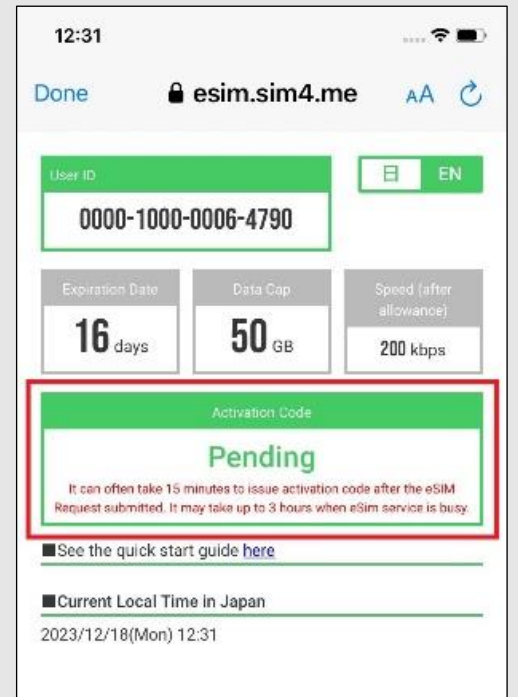 12:31
Done esim.sim4.me AA
User ID
日 EN
0000-1000-0006-4790
Expiration Date Data Cap Speed (after
allowance)
16 days 50 GB 200 kbps
Activation Code
Pending
It can often take 15 minutes to issue activation code after the eSIM
Request submitted. It may take up to 3 hours when eSim service is busy.
■See the quick start guide here
■Current Local Time in Japan
2023/12/18(Mon) 12:31